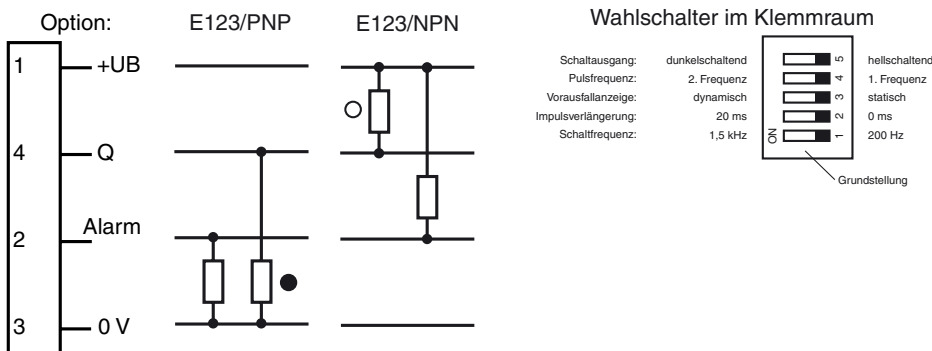 Option:
E123/PNP
E123/NPN
1
+UB
4
Q
2
Alarm
3
0 V
Wahlschalter im Klemmraum
Schaltausgang: dunkelschaltend 5 hellschaltend
Pulsfrequenz: 2. Frequenz 4 1. Frequenz
Vorausfallanzeige: dynamisch 3 statisch
Impulsverlängerung: 20 ms 2 0 ms
Schaltfrequenz: 1,5 kHz ON 1 200 Hz
Grundstellung